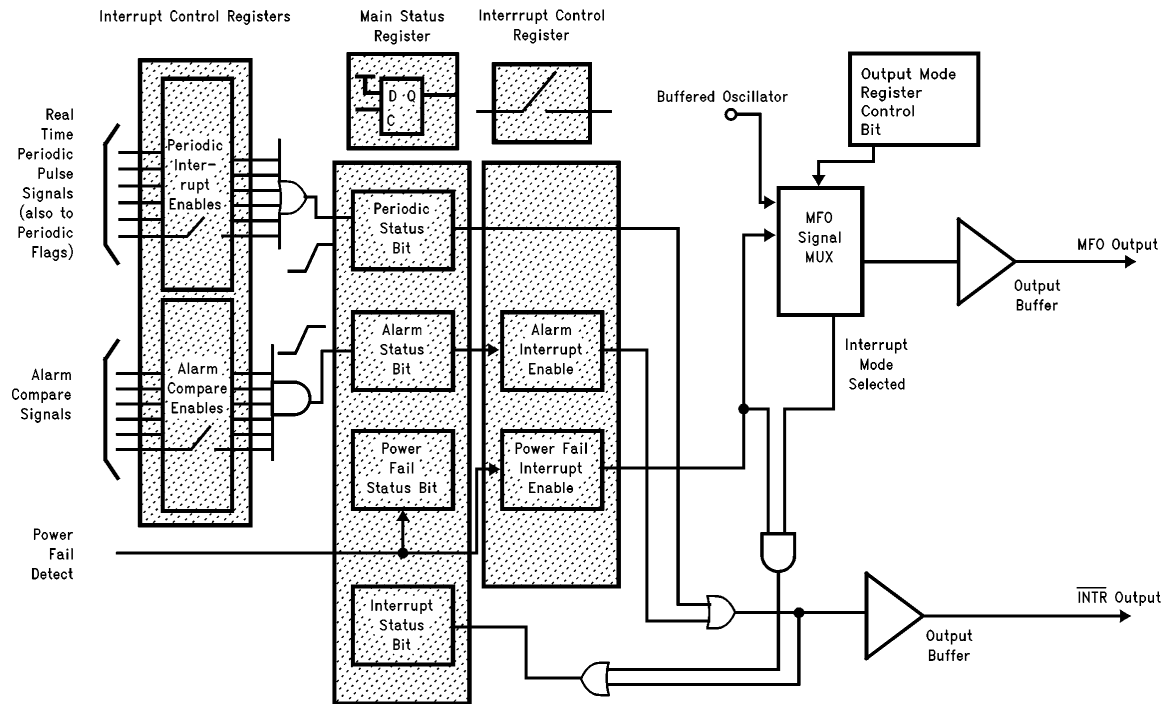 Interrupt Control Registers
Main Status
Register
Interrrupt Control
Register
D Q
C
Buffered Oscillator
Output Mode
Register
Control
Bit
Real
Time
Periodic
Pulse
Signals
(also to
Periodic
Flags)
Periodic
Inter-
rupt
Enables
Periodic
Status
Bit
MFO
Signal
MUX
MFO Output
Output
Buffer
Alarm
Compare
Signals
Alarm
Compare
Enables
Alarm
Status
Bit
Alarm
Interrupt
Enable
Interrupt
Mode
Selected
Power
Fail
Status Bit
Power Fail
Interrupt
Enable
Power
Fail
Detect
Interrupt
Status
Bit
INTR Output
Output
Buffer